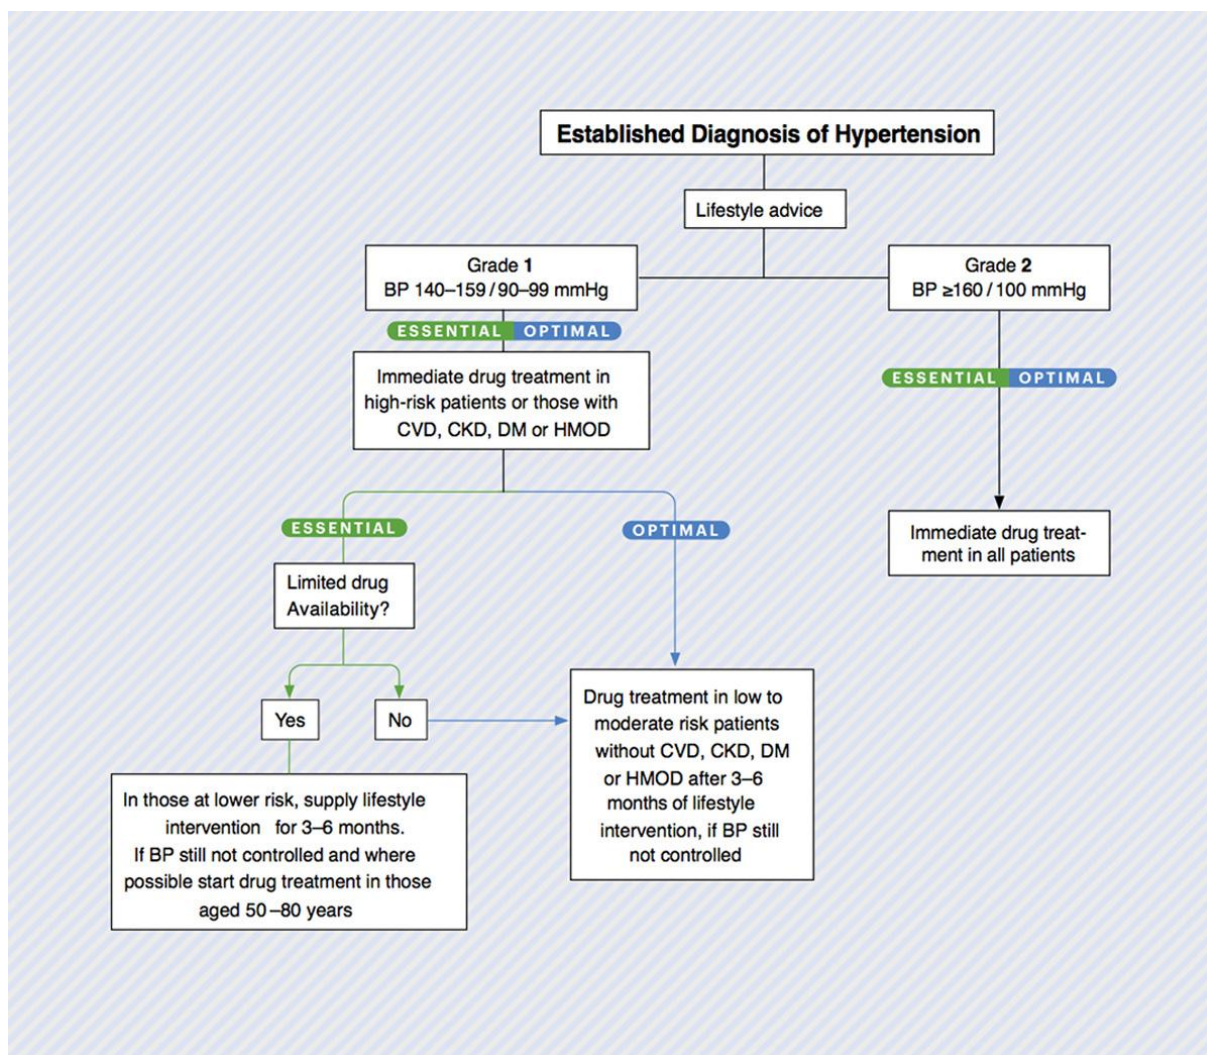 Established Diagnosis of Hypertension
Lifestyle advice
Grade 1
BP 140–159 / 90–99 mmHg
Grade 2
BP ≥160 / 100 mmHg
ESSENTIAL OPTIMAL
Immediate drug treatment in
high-risk patients or those with
CVD, CKD, DM or HMOD
ESSENTIAL OPTIMAL
Immediate drug treat-
ment in all patients
ESSENTIAL
OPTIMAL
Limited drug
Availability?
Yes
No
Drug treatment in low to
moderate risk patients
without CVD, CKD, DM
or HMOD after 3–6
months of lifestyle
intervention, if BP still
not controlled
In those at lower risk, supply lifestyle
intervention for 3–6 months.
If BP still not controlled and where
possible start drug treatment in those
aged 50–80 years